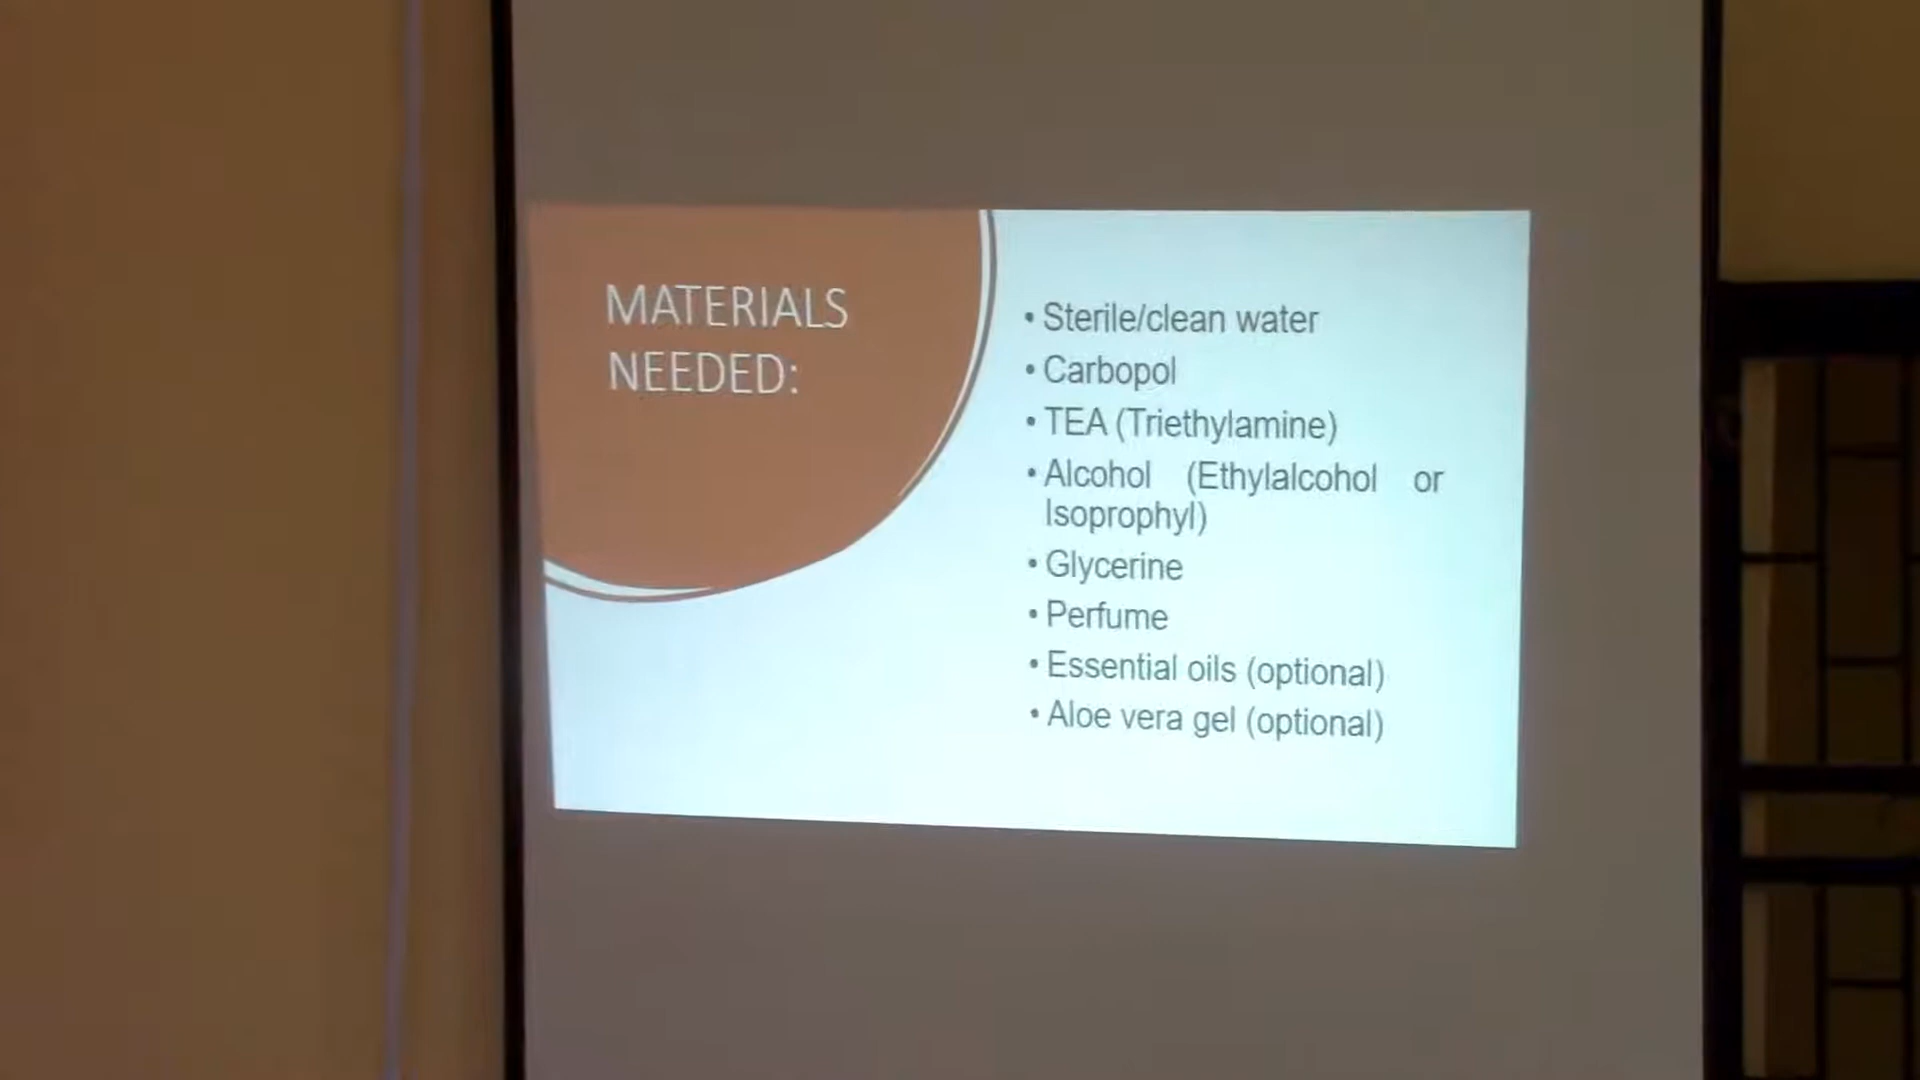 MATERIALS
NEEDED:
• Sterile/clean water
• Carbopol
• TEA (Triethylamine)
• Alcohol (Ethylalcohol or
Isoprophyl)
• Glycerine
• Perfume
• Essential oils (optional)
• Aloe vera gel (optional)